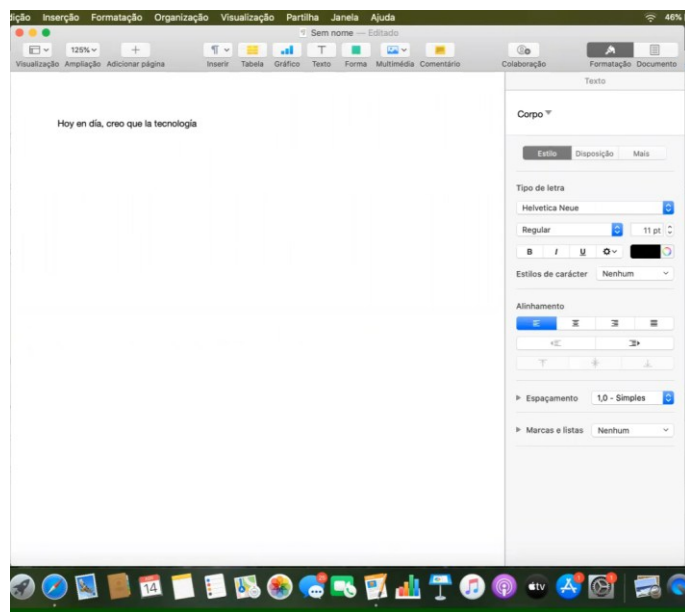 dição Inserção Formatação Organização Visualização Partilha Janela Ajuda 46%
Sem nome — Editado
125%
Visualização Ampliação Adicionar página Inserir Tabela Gráfico Texto Forma Multimédia Comentário Colaboração Formatação Documento
Texto
Hoy en día, creo que la tecnología
Corpo
Estilo Disposição Mais
Tipo de letra
Helvetica Neue
Regular 11 pt
B I U
Estilos de carácter Nenhum
Alinhamento
Espaçamento 1,0 - Simples
Marcas e listas Nenhum
14
tv